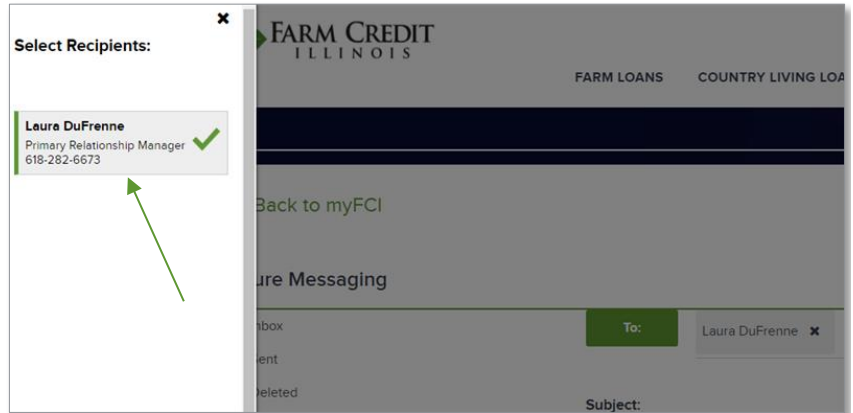 Select Recipients:
Laura DuFrenne
Primary Relationship Manager
618-282-6673
FARM CREDIT
ILLINOIS
FARM LOANS COUNTRY LIVING LOA
Back to myFCI
ure Messaging
nbox
ent
eleted
To: Laura DuFrenne
Subject: